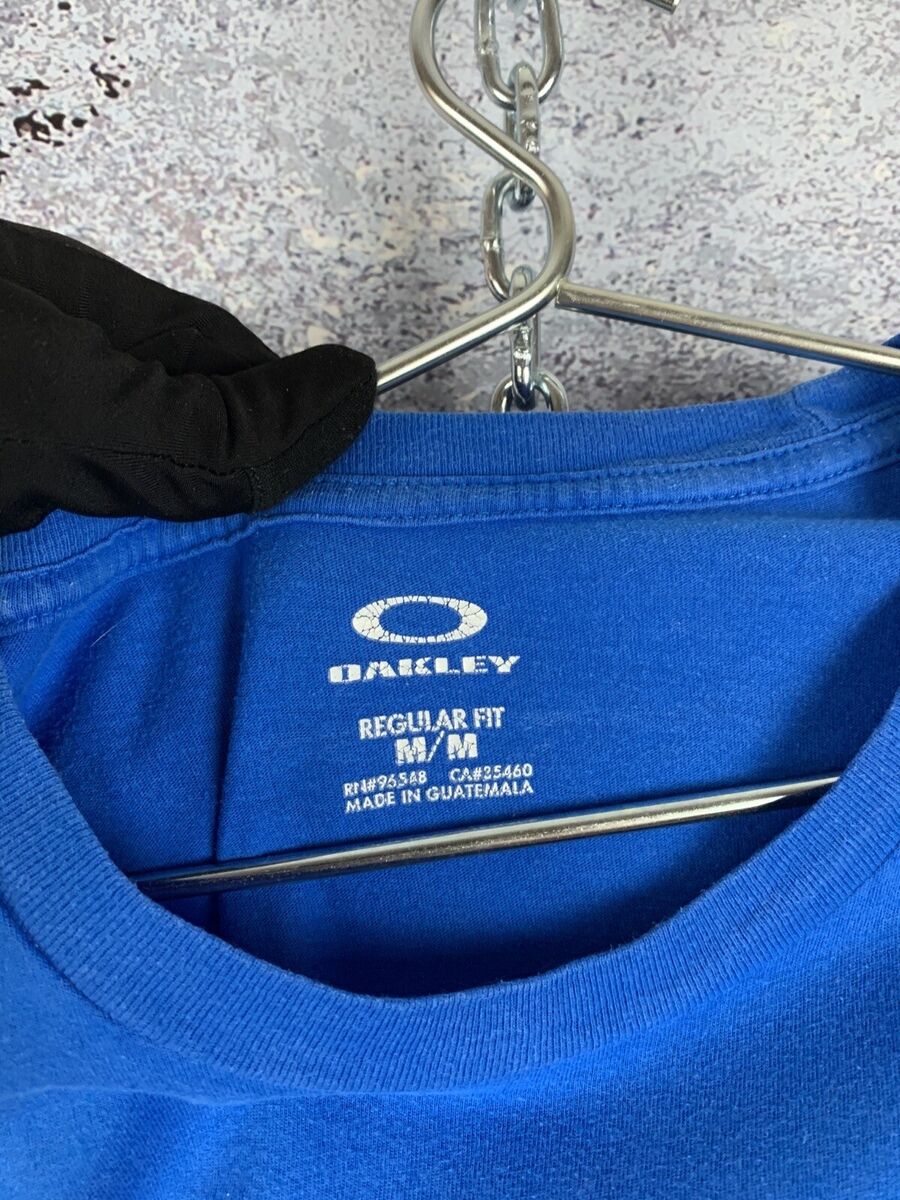 OAKLEY
REGULAR FIT
M/M
RN#96548 CA#35460
MADE IN GUATEMALA